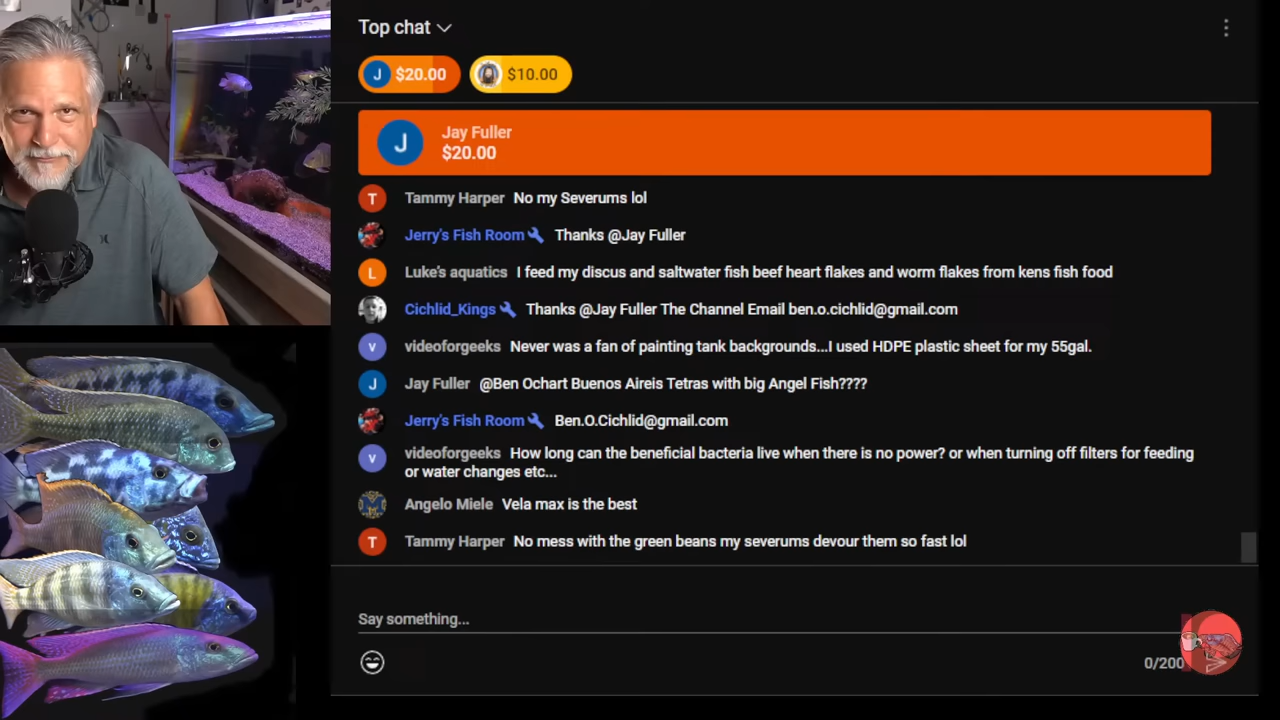 Top chat
J $20.00 $10.00
J Jay Fuller
$20.00
T Tammy Harper No my Severums lol
Jerry's Fish Room Thanks @Jay Fuller
L Luke's aquatics I feed my discus and saltwater fish beef heart flakes and worm flakes from kens fish food
Cichlid_Kings Thanks @Jay Fuller The Channel Email ben.o.cichlid@gmail.com
v videoforgeeks Never was a fan of painting tank backgrounds...I used HDPE plastic sheet for my 55gal.
J Jay Fuller @Ben Ochart Buenos Aireis Tetras with big Angel Fish????
Jerry's Fish Room Ben.O.Cichlid@gmail.com
v videoforgeeks How long can the beneficial bacteria live when there is no power? or when turning off filters for feeding
or water changes etc...
Angelo Miele Vela max is the best
T Tammy Harper No mess with the green beans my severums devour them so fast lol
Say something...
0/200